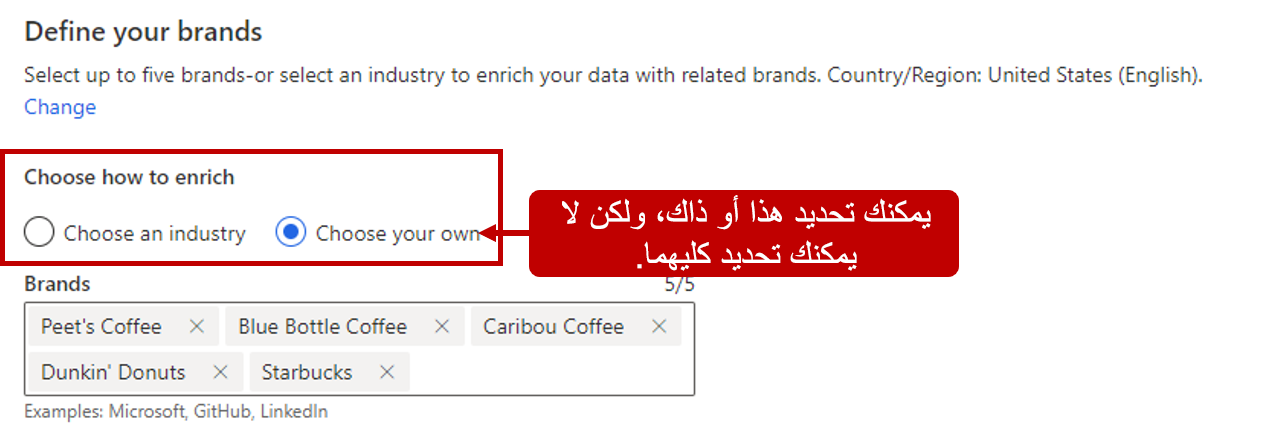 Define your brands
Select up to five brands-or select an industry to enrich your data with related brands. Country/Region: United States (English).
Change
Choose how to enrich
Choose an industry Choose your own
يمكنك تحديد هذا أو ذاك، ولكن لا
يمكنك تحديد كليهما.
Brands 5/5
Peet's Coffee Blue Bottle Coffee Caribou Coffee
Dunkin' Donuts Starbucks
Examples: Microsoft, GitHub, LinkedIn